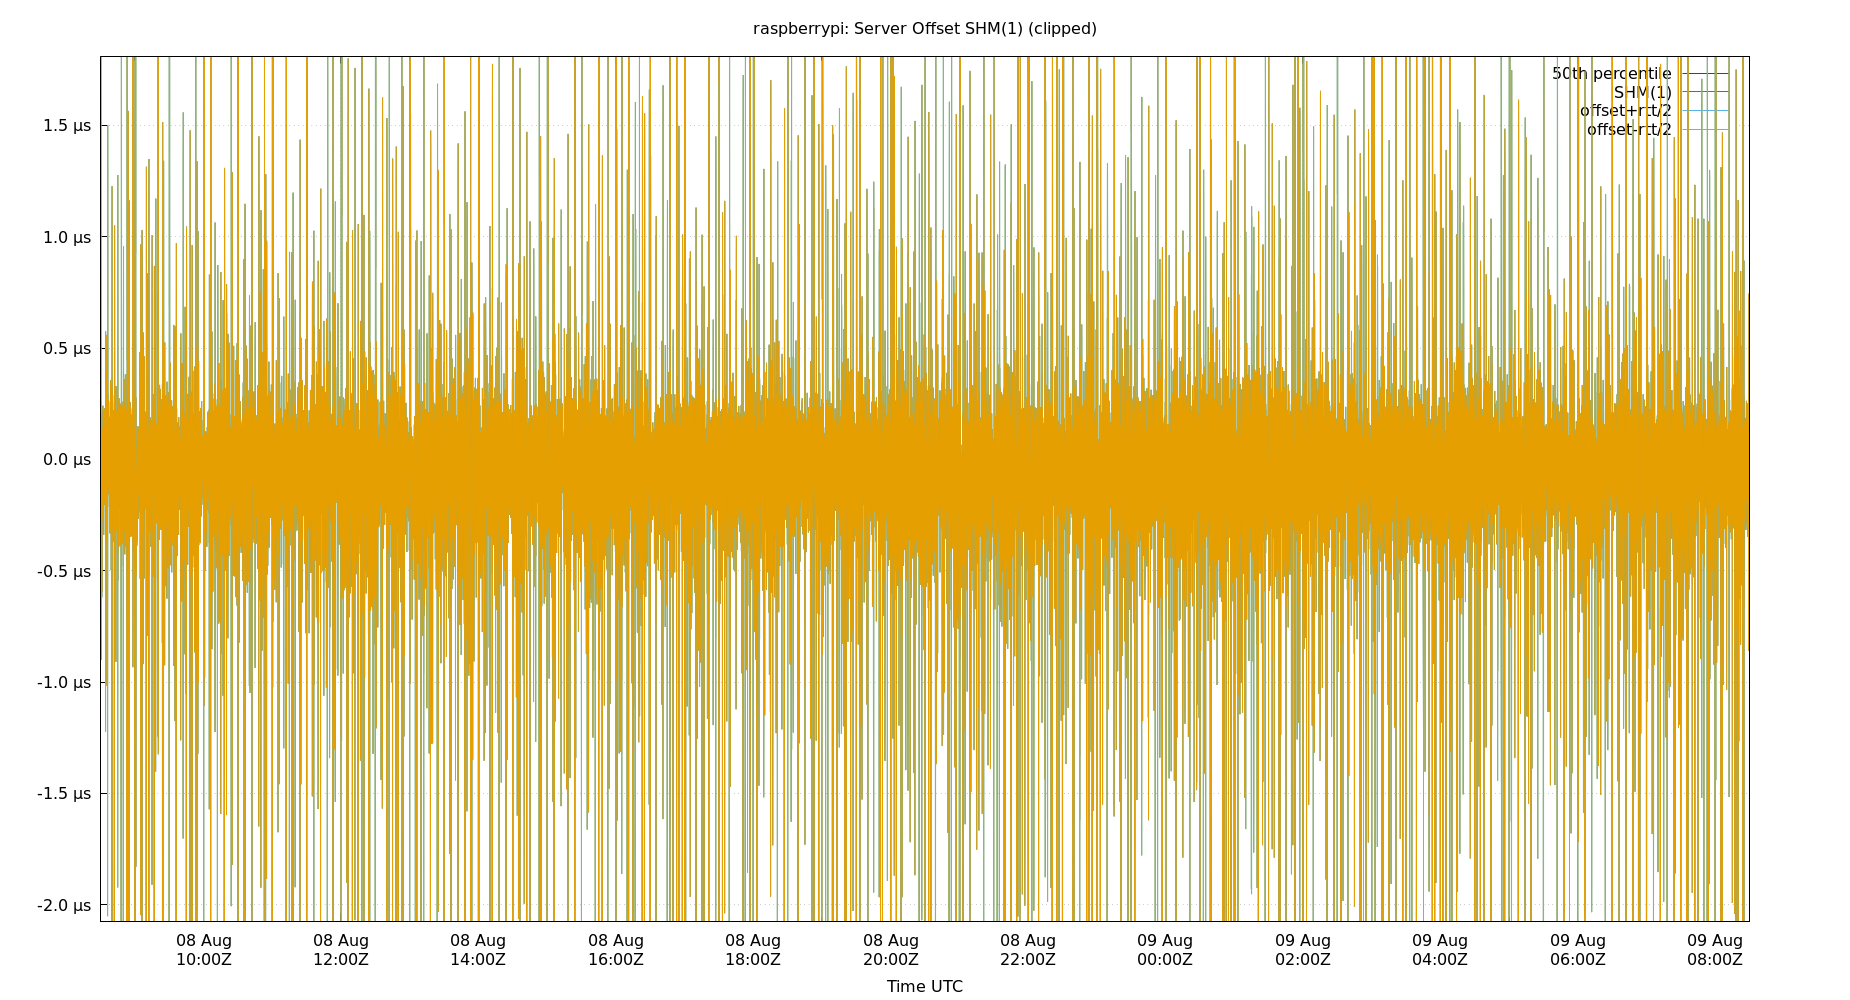 raspberrypi: Server Offset SHM(1) (clipped)
50th percentile
SHM(1)
offset+rtt/2
offset-rtt/2
1.5 µs
1.0 µs
0.5 µs
0.0 µs
-0.5 µs
-1.0 µs
-1.5 µs
-2.0 µs
08 Aug 08 Aug 08 Aug 08 Aug 08 Aug 08 Aug 08 Aug 09 Aug 09 Aug 09 Aug 09 Aug 09 Aug
10:00Z 12:00Z 14:00Z 16:00Z 18:00Z 20:00Z 22:00Z 00:00Z 02:00Z 04:00Z 06:00Z 08:00Z
Time UTC